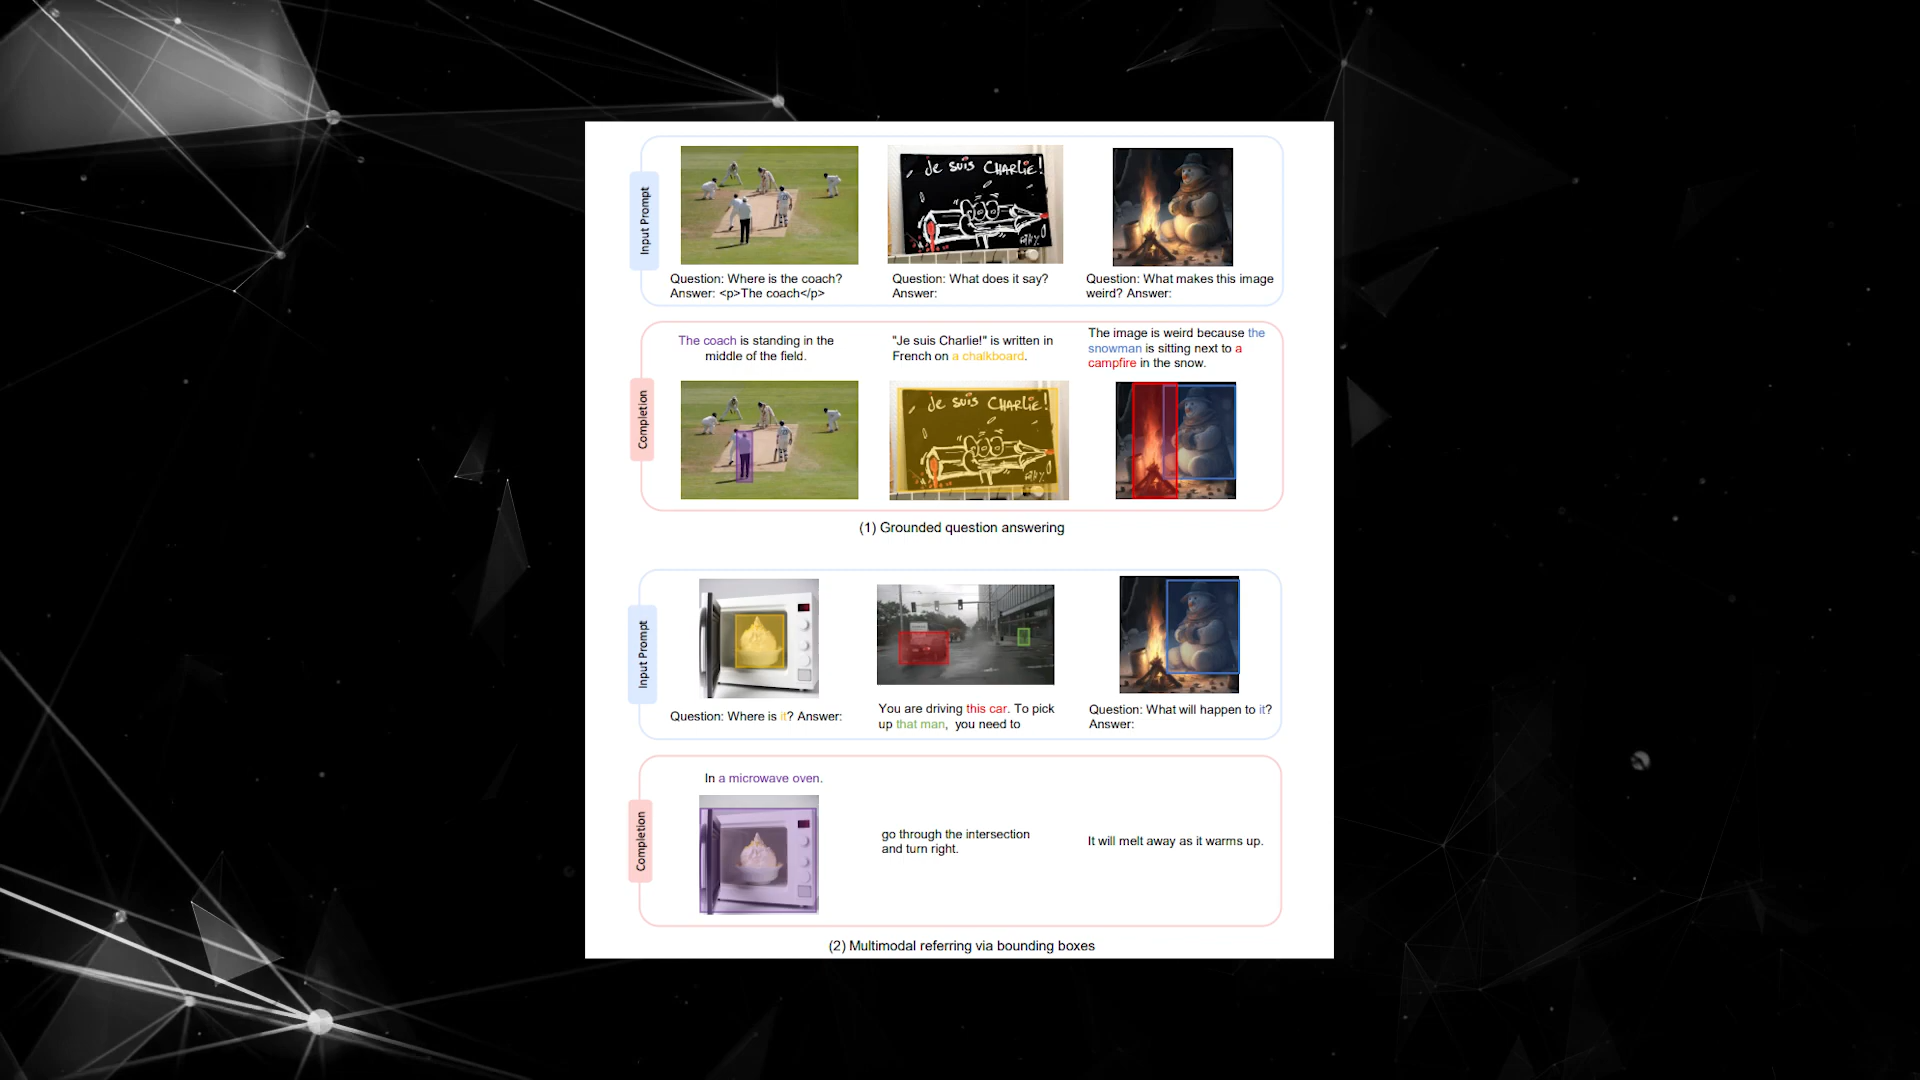 Input Prompt
Je suis CHARLiE!
Question: Where is the coach?
Answer: <p>The coach</p>
Question: What does it say?
Answer:
Question: What makes this image
weird? Answer:
Completion
The coach is standing in the
middle of the field.
"Je suis Charlie!" is written in
French on a chalkboard.
The image is weird because the
snowman is sitting next to a
campfire in the snow.
Je suis CHARLiE!
(1) Grounded question answering
Input Prompt
Question: Where is it? Answer:
You are driving this car. To pick
up that man, you need to
Question: What will happen to it?
Answer:
Completion
In a microwave oven.
go through the intersection
and turn right.
It will melt away as it warms up.
(2) Multimodal referring via bounding boxes